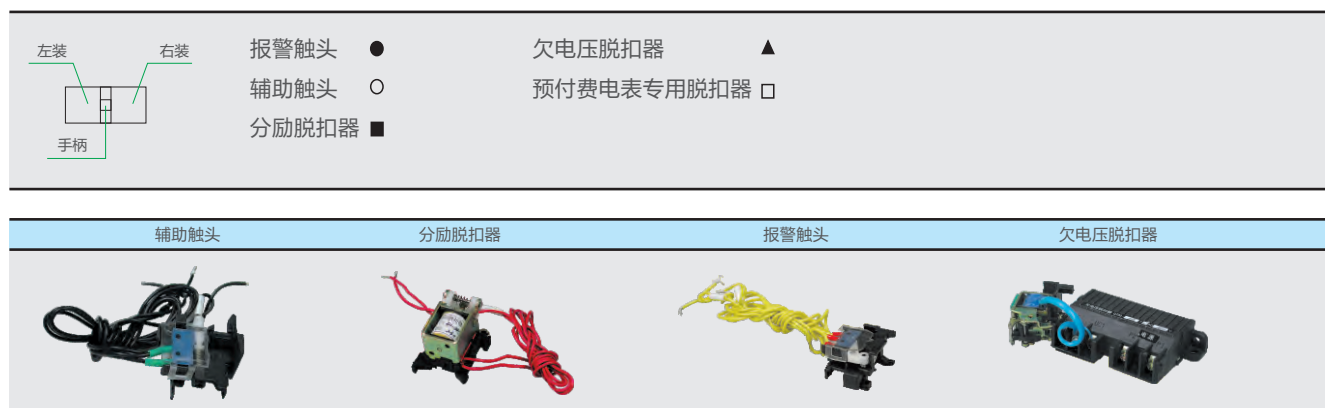 左装 右装
手柄
报警触头 ●
辅助触头 ○
分励脱扣器 ■
欠电压脱扣器 ▲
预付费电表专用脱扣器 □
辅助触头 分励脱扣器 报警触头 欠电压脱扣器